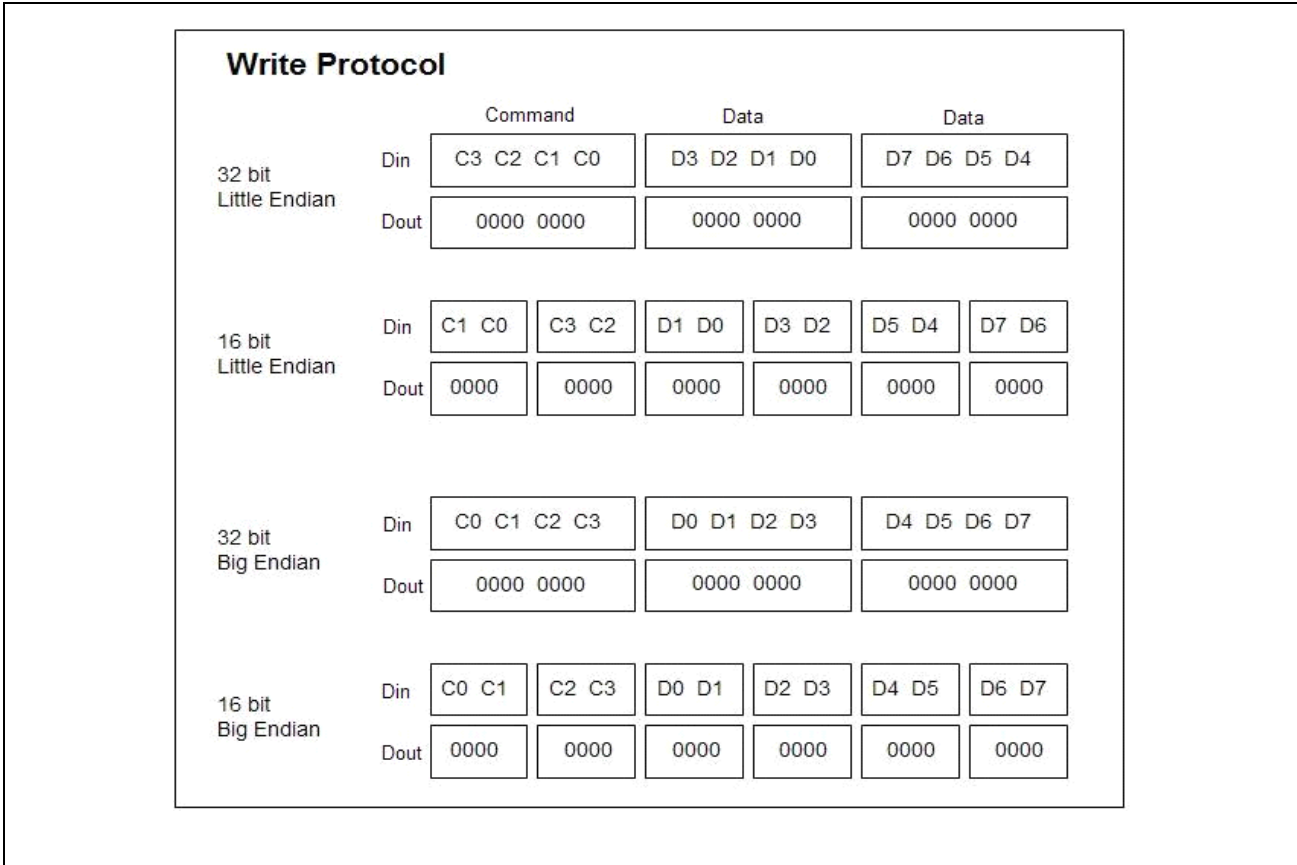 Write Protocol
Command Data Data
32 bit
Little Endian
Din C3 C2 C1 C0 D3 D2 D1 D0 D7 D6 D5 D4
Dout 0000 0000 0000 0000 0000 0000
16 bit
Little Endian
Din C1 C0 C3 C2 D1 D0 D3 D2 D5 D4 D7 D6
Dout 0000 0000 0000 0000 0000 0000
32 bit
Big Endian
Din C0 C1 C2 C3 D0 D1 D2 D3 D4 D5 D6 D7
Dout 0000 0000 0000 0000 0000 0000
16 bit
Big Endian
Din C0 C1 C2 C3 D0 D1 D2 D3 D4 D5 D6 D7
Dout 0000 0000 0000 0000 0000 0000